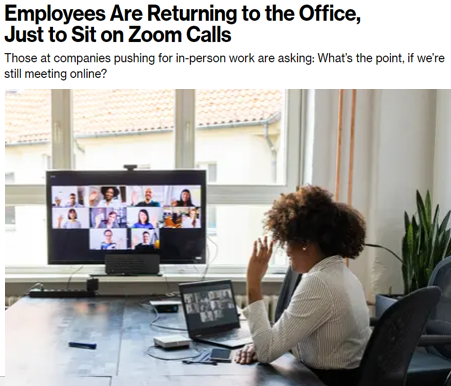 Employees Are Returning to the Office,
Just to Sit on Zoom Calls
Those at companies pushing for in-person work are asking: What's the point, if we're
still meeting online?